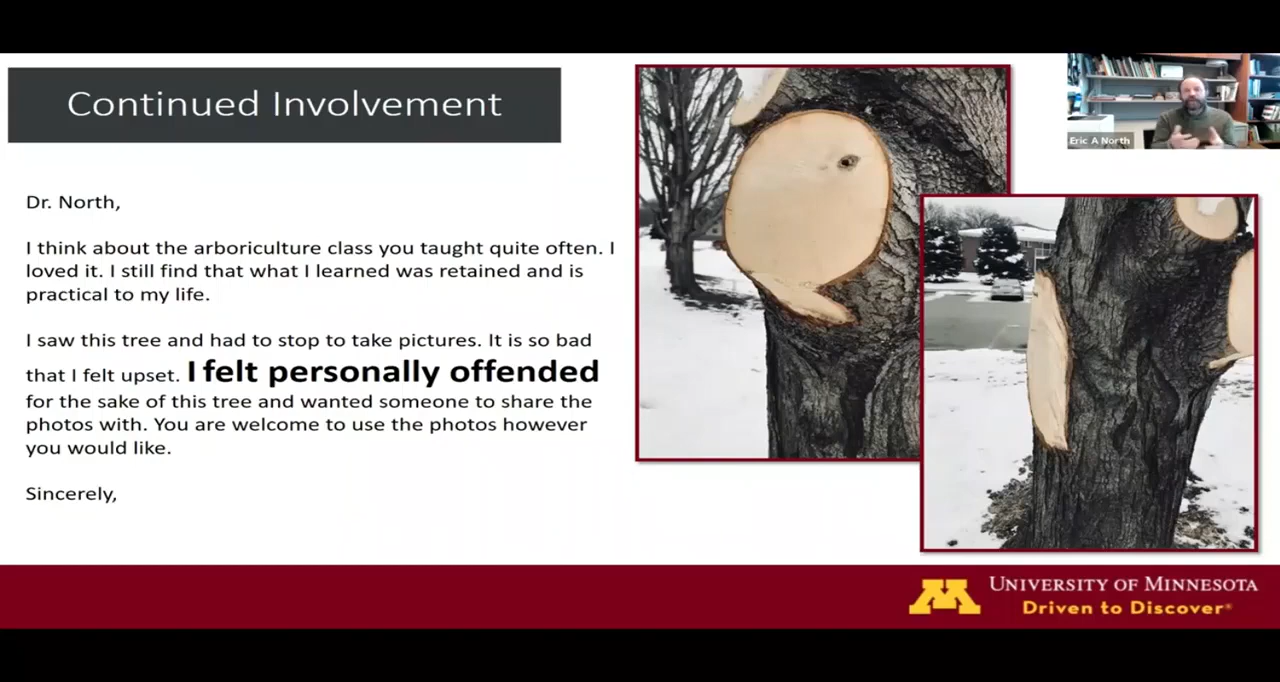 Continued Involvement
Eric A North
Dr. North,
I think about the arboriculture class you taught quite often. I
loved it. I still find that what I learned was retained and is
practical to my life.
I saw this tree and had to stop to take pictures. It is so bad
that I felt upset. I felt personally offended
for the sake of this tree and wanted someone to share the
photos with. You are welcome to use the photos however
you would like.
Sincerely,
M
UNIVERSITY OF MINNESOTA
Driven to Discover®